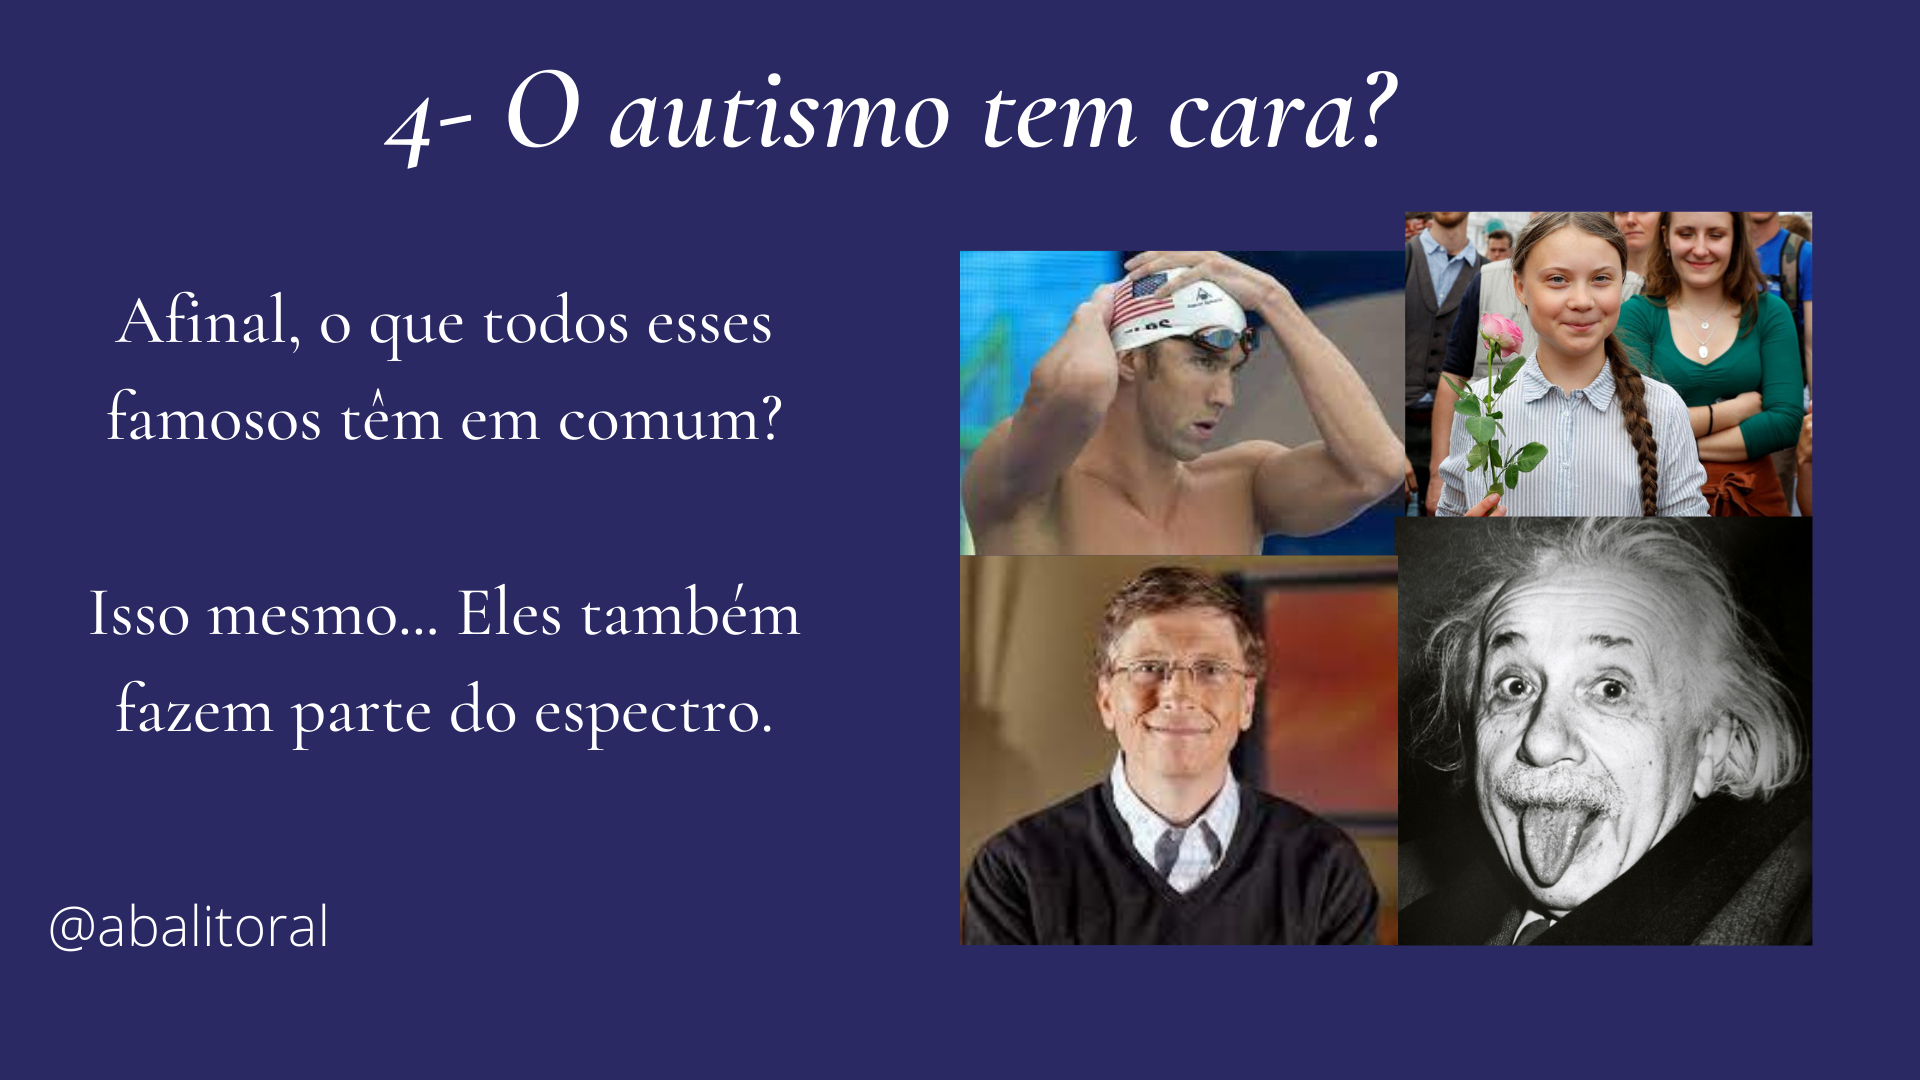 4- O autismo tem cara?
Afinal, o que todos esses
famosos têm em comum?
Isso mesmo... Eles também
fazem parte do espectro.
@abalitoral